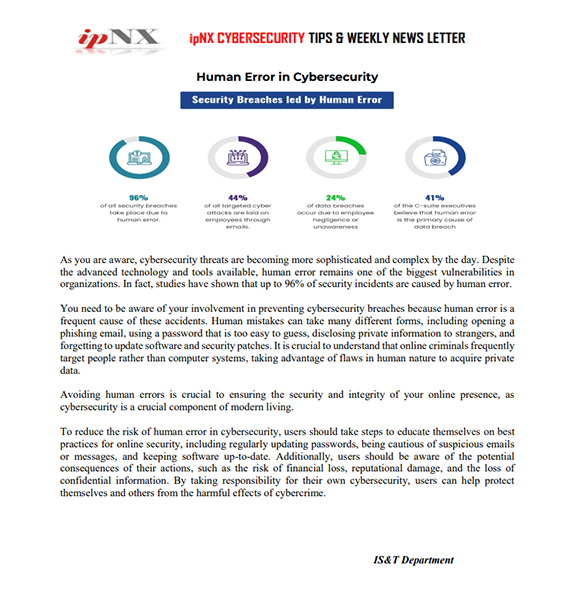 ipNX
ipNX CYBERSECURITY TIPS & WEEKLY NEWS LETTER
Human Error in Cybersecurity
Security Breaches led by Human Error
96%
of all security breaches
take place due to
human error.
44%
of all targeted cyber
attacks are laid on
employees through
emails.
24%
of data breaches
occur due to employee
negligence or
unawareness
41%
of the C-suite executives
believe that human error
is the primary cause of
data breach
As you are aware, cybersecurity threats are becoming more sophisticated and complex by the day. Despite
the advanced technology and tools available, human error remains one of the biggest vulnerabilities in
organizations. In fact, studies have shown that up to 96% of security incidents are caused by human error.
You need to be aware of your involvement in preventing cybersecurity breaches because human error is a
frequent cause of these accidents. Human mistakes can take many different forms, including opening a
phishing email, using a password that is too easy to guess, disclosing private information to strangers, and
forgetting to update software and security patches. It is crucial to understand that online criminals frequently
target people rather than computer systems, taking advantage of flaws in human nature to acquire private
data.
Avoiding human errors is crucial to ensuring the security and integrity of your online presence, as
cybersecurity is a crucial component of modern living.
To reduce the risk of human error in cybersecurity, users should take steps to educate themselves on best
practices for online security, including regularly updating passwords, being cautious of suspicious emails
or messages, and keeping software up-to-date. Additionally, users should be aware of the potential
consequences of their actions, such as the risk of financial loss, reputational damage, and the loss of
confidential information. By taking responsibility for their own cybersecurity, users can help protect
themselves and others from the harmful effects of cybercrime.
IS&T Department